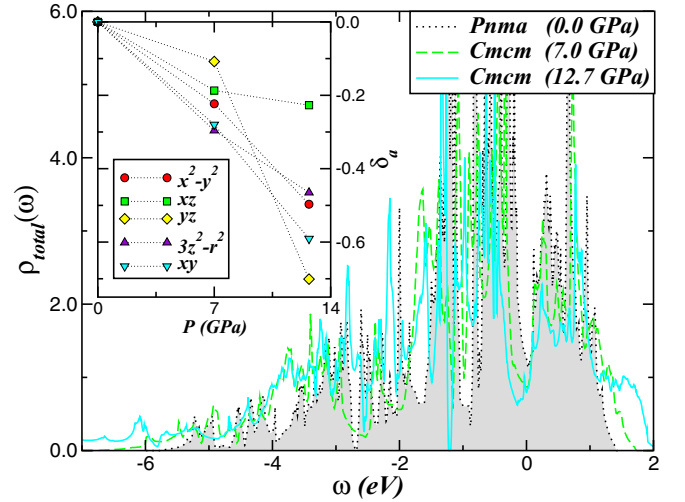 6.0
4.0
2.0
0.0
ρtotal(ω)
-6
-4
-2
0
2
ω (eV)
Pnma (0.0 GPa)
Cmcm (7.0 GPa)
Cmcm (12.7 GPa)
0.0
-0.2
-0.4
-0.6
δa
0
7
14
P (GPa)
x²-y²
xz
yz
3z²-r²
xy